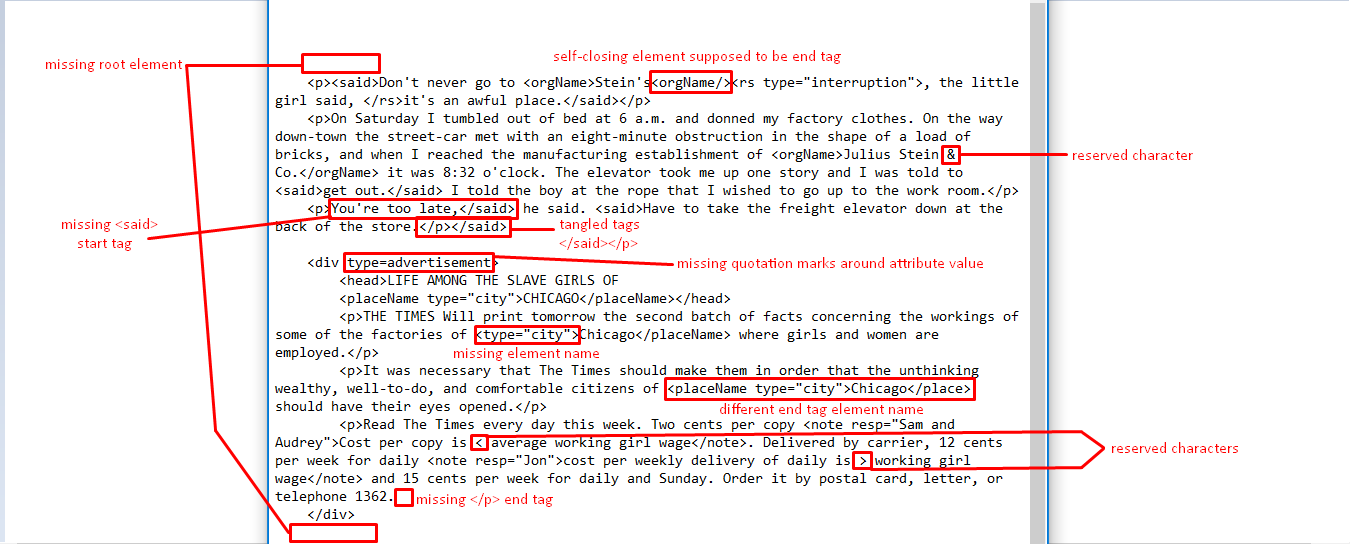 self-closing element supposed to be end tag
missing root element
<p><said>Don't never go to <orgName>Stein's<orgName/><rs type="interruption">, the little
girl said, </rs>it's an awful place.</said></p>
<p>On Saturday I tumbled out of bed at 6 a.m. and donned my factory clothes. On the way
down-town the street-car met with an eight-minute obstruction in the shape of a load of
bricks, and when I reached the manufacturing establishment of <orgName>Julius Stein &
reserved character
Co.</orgName> it was 8:32 o'clock. The elevator took me up one story and I was told to
<said>get out.</said> I told the boy at the rope that I wished to go up to the work room.</p>
<p>You're too late,</said> he said. <said>Have to take the freight elevator down at the
missing <said>
start tag
back of the store.</p></said>
tangled tags
</said></p>
<div type=advertisement>
missing quotation marks around attribute value
<head>LIFE AMONG THE SLAVE GIRLS OF
<placeName type="city">CHICAGO</placeName></head>
<p>THE TIMES Will print tomorrow the second batch of facts concerning the workings of
some of the factories of <type="city">Chicago</placeName> where girls and women are
employed.</p>
missing element name
<p>It was necessary that The Times should make them in order that the unthinking
wealthy, well-to-do, and comfortable citizens of <placeName type="city">Chicago</place>
should have their eyes opened.</p>
different end tag element name
<p>Read The Times every day this week. Two cents per copy <note resp="Sam and
Audrey">Cost per copy is < average working girl wage</note>. Delivered by carrier, 12 cents
reserved characters
per week for daily <note resp="Jon">cost per weekly delivery of daily is > working girl
wage</note> and 15 cents per week for daily and Sunday. Order it by postal card, letter, or
telephone 1362.
missing </p> end tag
</div>